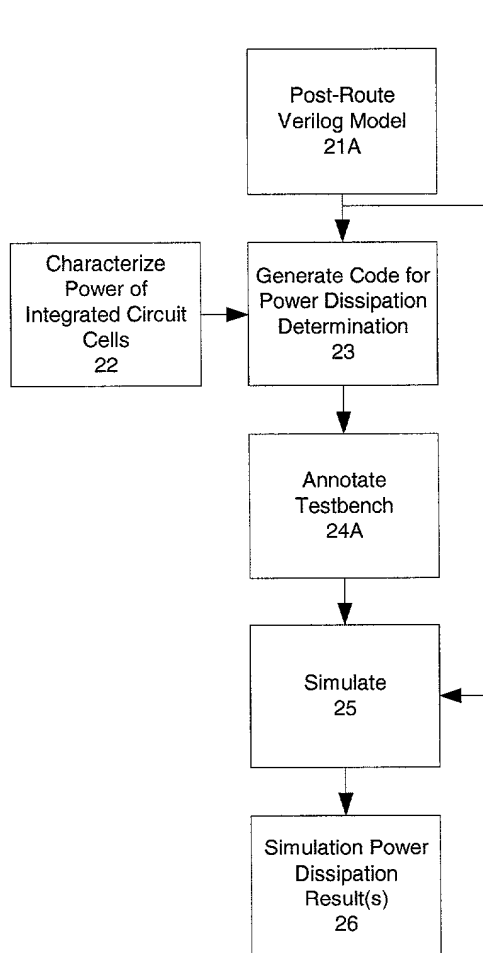 Post-Route
Verilog Model
21A
Characterize
Power of
Integrated Circuit
Cells
22
Generate Code for
Power Dissipation
Determination
23
Annotate
Testbench
24A
Simulate
25
Simulation Power
Dissipation
Result(s)
26